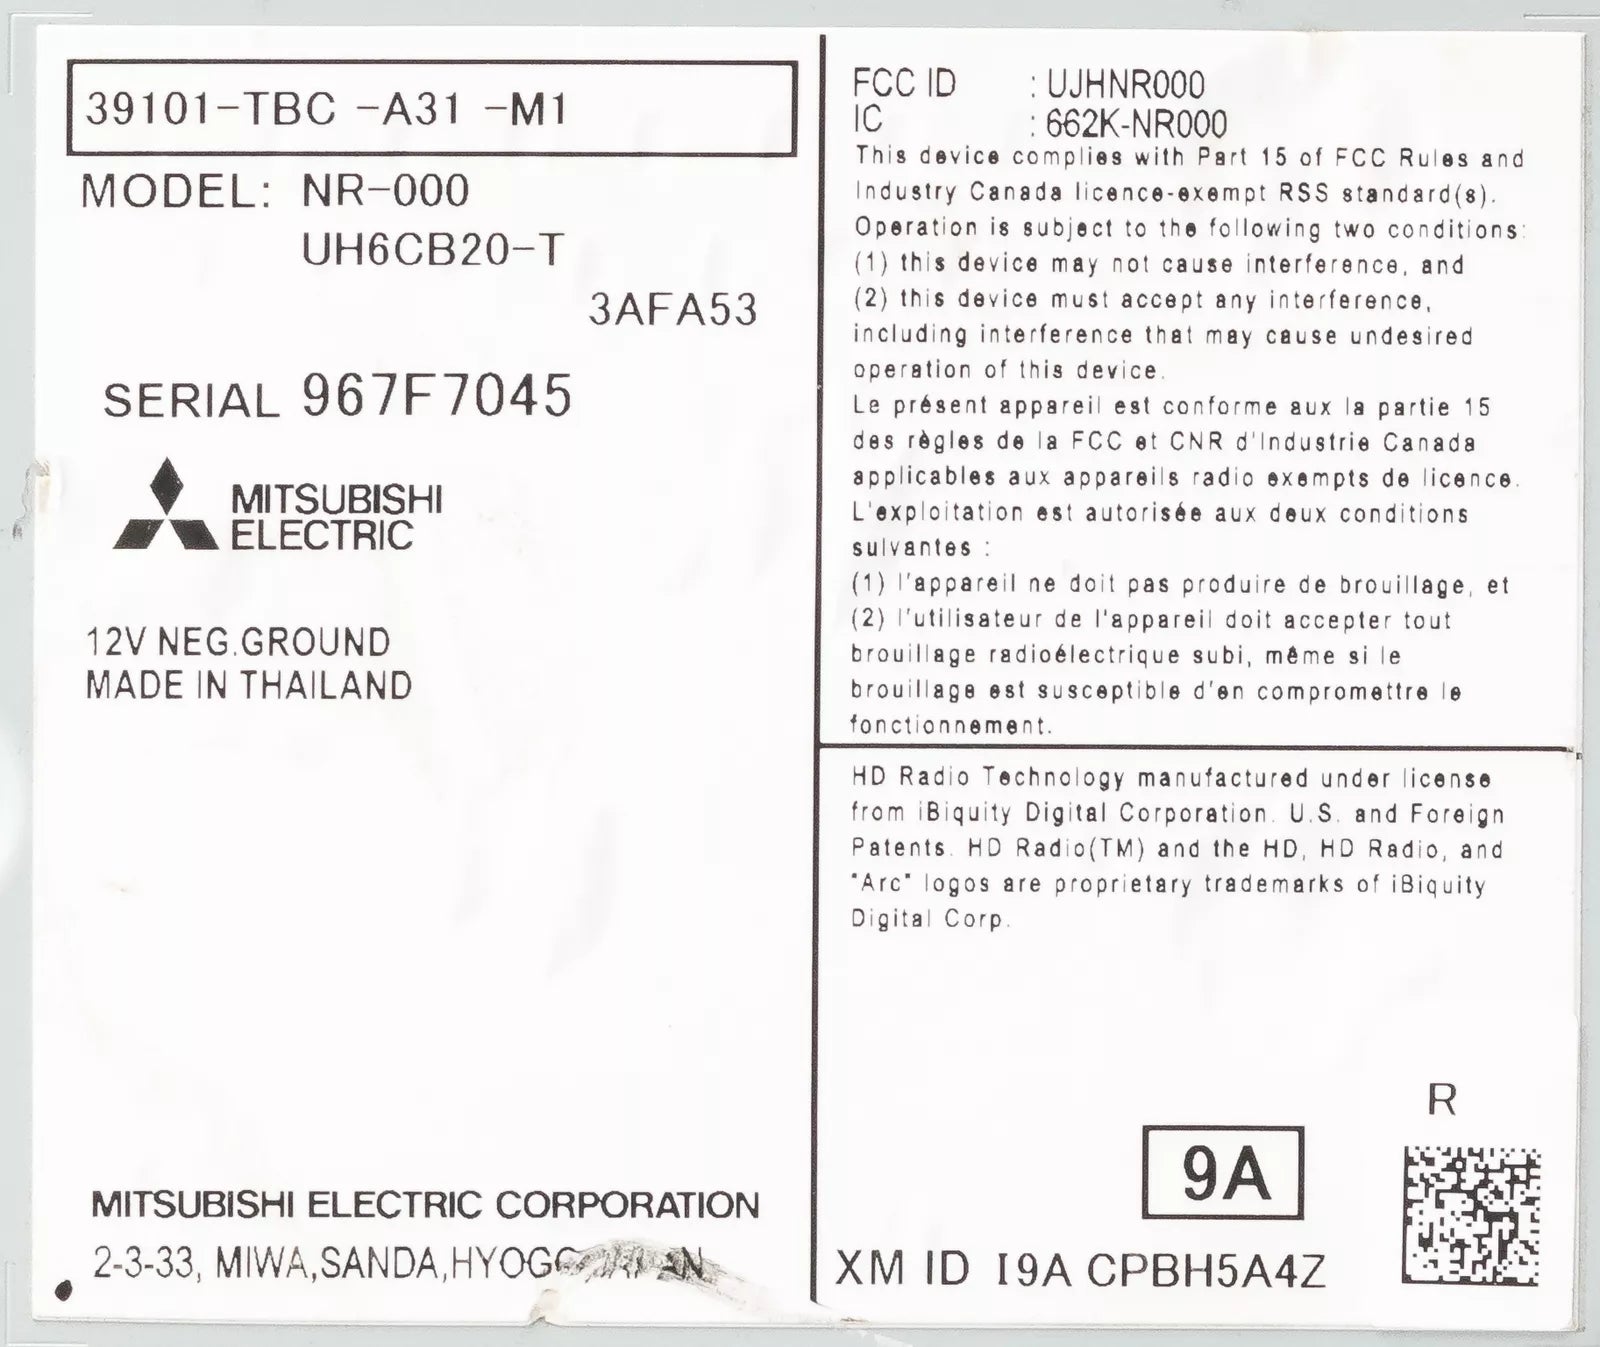 39101-TBC -A31 -M1
MODEL: NR-000
UH6CB20-T
3AFA53
SERIAL 967F7045
MITSUBISHI
ELECTRIC
12V NEG.GROUND
MADE IN THAILAND
MITSUBISHI ELECTRIC CORPORATION
2-3-33, MIWA,SANDA,HYOGO
FCC ID : UJHNR000
IC : 662K-NR000
This device complies with Part 15 of FCC Rules and
Industry Canada licence-exempt RSS standard(s).
Operation is subject to the following two conditions:
(1) this device may not cause interference, and
(2) this device must accept any interference,
including interference that may cause undesired
operation of this device.
Le présent appareil est conforme aux la partie 15
des règles de la FCC et CNR d'Industrie Canada
applicables aux appareils radio exempts de licence.
L'exploitation est autorisée aux deux conditions
sulvantes :
(1) l'appareil ne doit pas produire de brouillage, et
(2) l'utilisateur de l'appareil doit accepter tout
brouillage radioélectrique subi, même si le
brouillage est susceptible d'en compromettre le
fonctionnement.
HD Radio Technology manufactured under license
from iBiquity Digital Corporation. U.S. and Foreign
Patents. HD Radio(TM) and the HD, HD Radio, and
"Arc" logos are proprietary trademarks of iBiquity
Digital Corp.
R
9A
XM ID I9A CPBH5A4Z